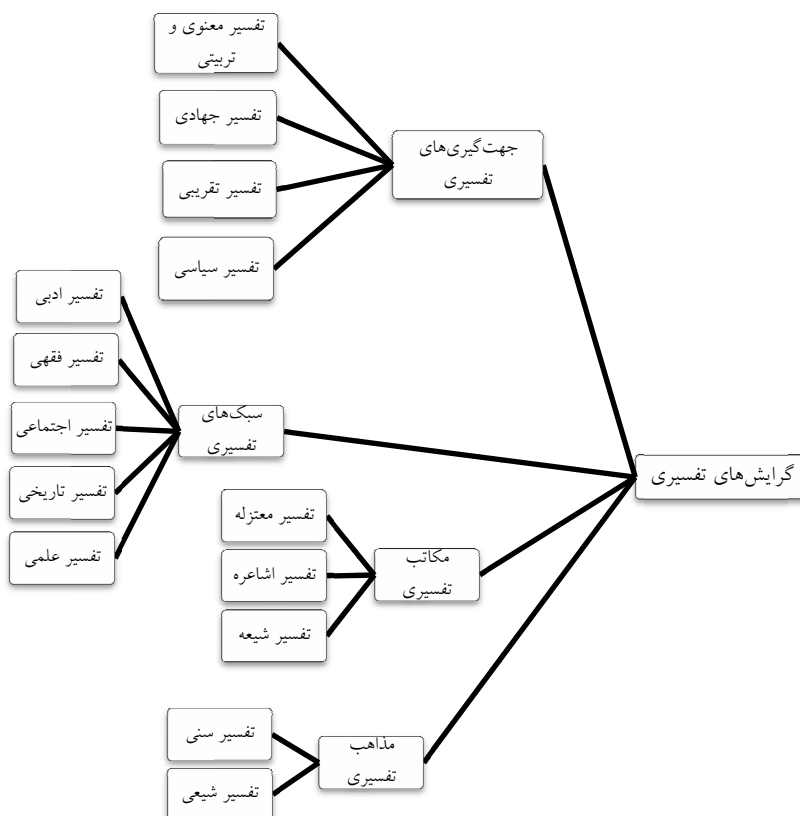 گرایش‌های تفسیری
جهت‌گیری‌های
تفسیری
تفسیر معنوی و
تربیتی
تفسیر جهادی
تفسیر تقریبی
تفسیر سیاسی
سبک‌های
تفسیری
تفسیر ادبی
تفسیر فقهی
تفسیر اجتماعی
تفسیر تاریخی
تفسیر علمی
مکاتب
تفسیری
تفسیر معتزله
تفسیر اشاعره
تفسیر شیعه
مذاهب
تفسیری
تفسیر سنی
تفسیر شیعی